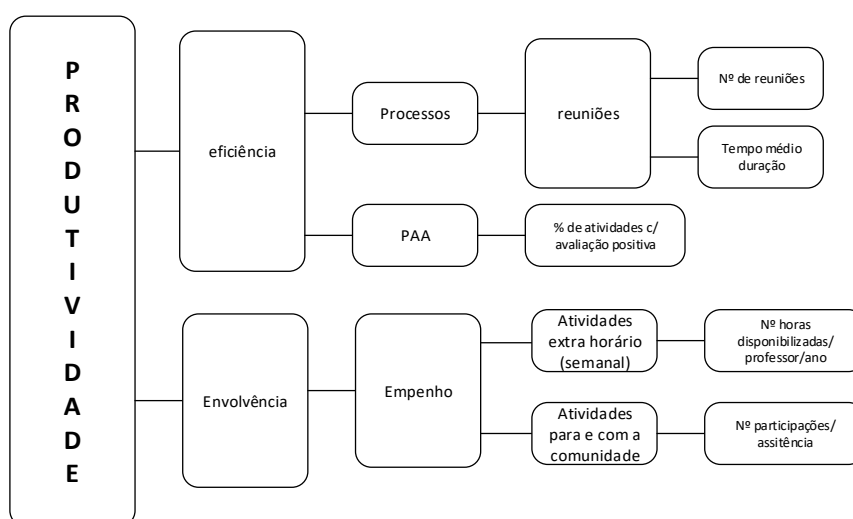 P
R
O
D
U
T
I
V
I
D
A
D
E
eficiência
Processos
reuniões
Nº de reuniões
Tempo médio
duração
PAA
% de atividades c/
avaliação positiva
Envolvência
Empenho
Atividades
extra horário
(semanal)
Nº horas
disponibilizadas/
professor/ano
Atividades
para e com a
comunidade
Nº participações/
assitência